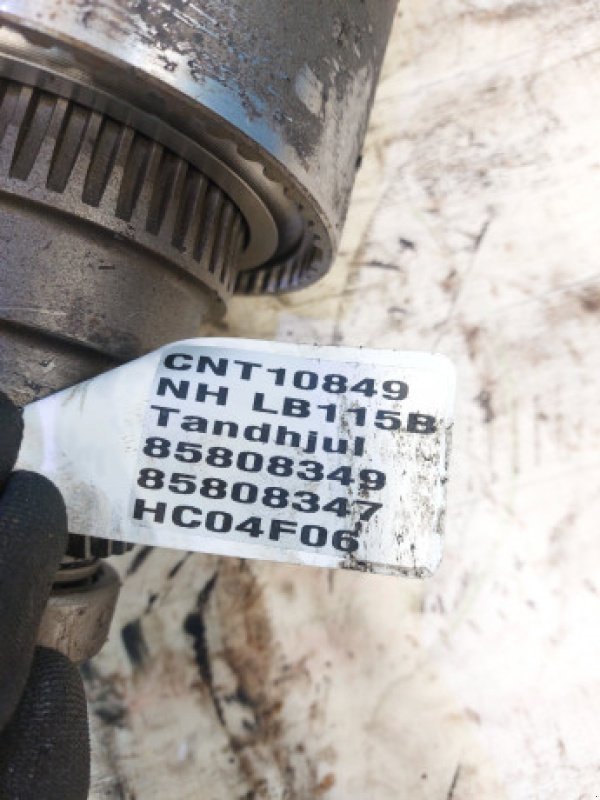 CNT10849
NH LB115B
Tandhjul
85808349
85808347
HC04F06